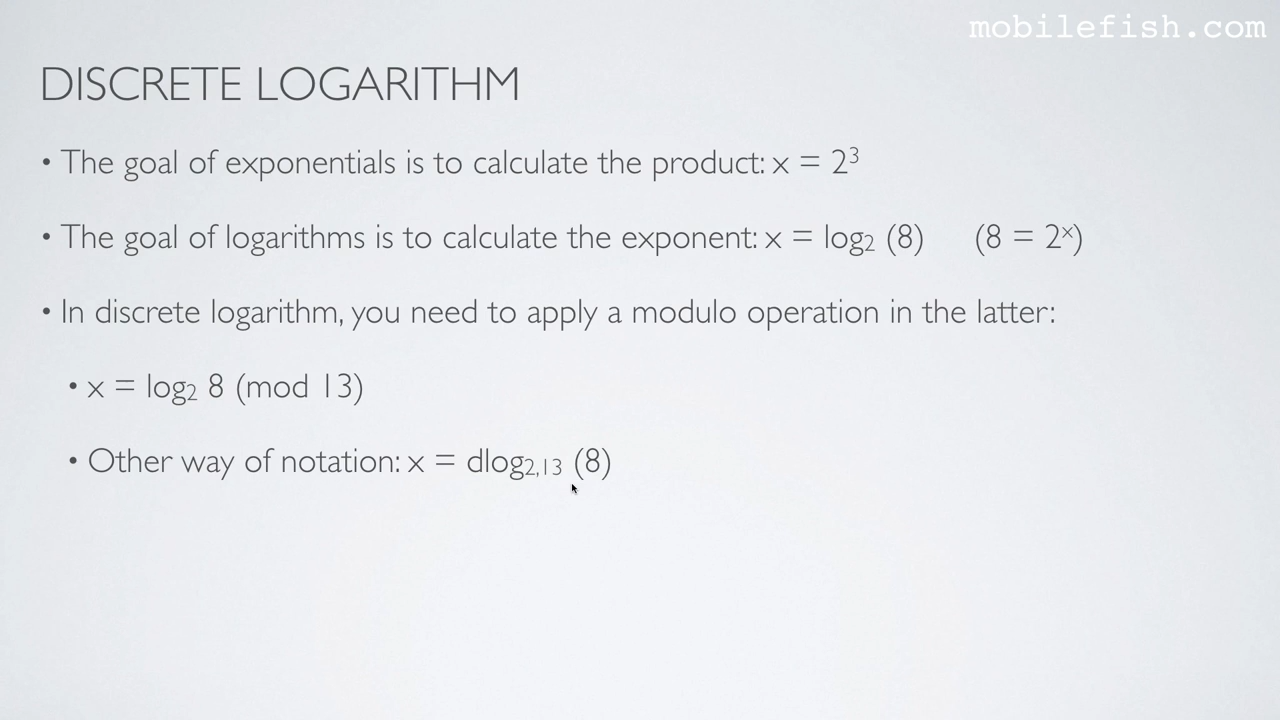 mobilefish.com
DISCRETE LOGARITHM
• The goal of exponentials is to calculate the product: x = 2³
• The goal of logarithms is to calculate the exponent: x = log₂ (8) (8 = 2ˣ)
• In discrete logarithm, you need to apply a modulo operation in the latter:
• x = log₂ 8 (mod 13)
• Other way of notation: x = dlog₂,₁₃ (8)